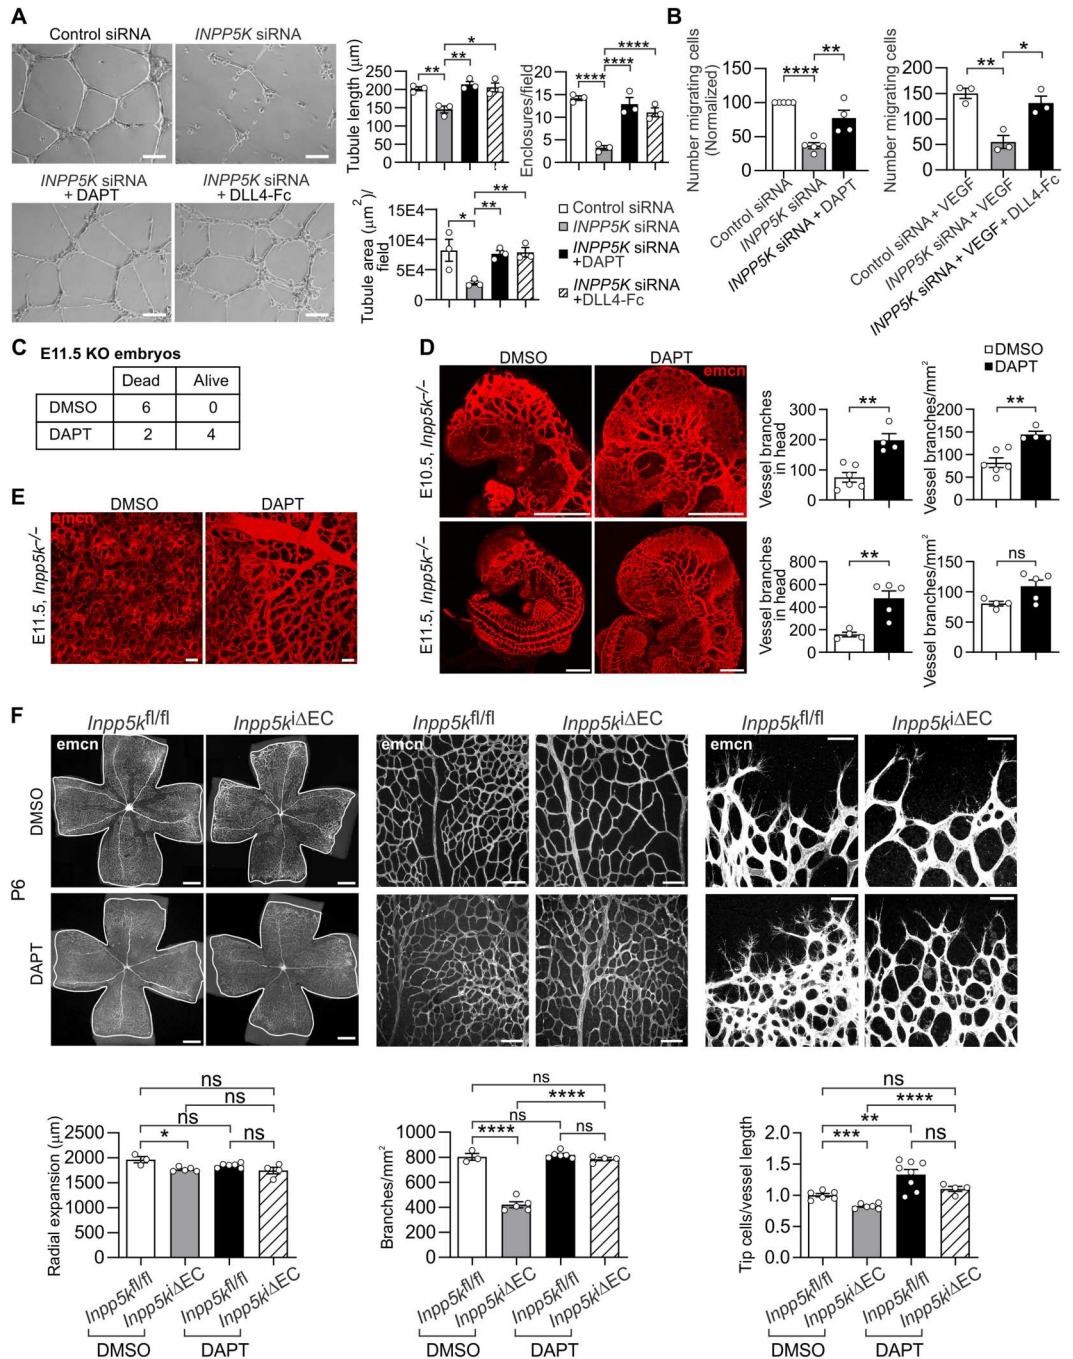 A
Control siRNA
INPP5K siRNA
INPP5K siRNA
+ DAPT
INPP5K siRNA
+ DLL4-Fc
Tubule length (µm)
250
200
150
100
50
0
**
**
*
Enclosures/field
20
15
10
5
0
****
****
****
Tubule area (µm²)/
field
15E4
10E4
5E4
0
*
**
**
Control siRNA
INPP5K siRNA
INPP5K siRNA
+DAPT
INPP5K siRNA
+DLL4-Fc
B
Number migrating cells
(Normalized)
150
100
50
0
****
**
Control siRNA
INPP5K siRNA
INPP5K siRNA + DAPT
Number migrating cells
200
150
100
50
0
**
*
Control siRNA + VEGF
INPP5K siRNA + VEGF
INPP5K siRNA + VEGF + DLL4-Fc
C
E11.5 KO embryos
Dead Alive
DMSO 6 0
DAPT 2 4
D
DMSO
DAPT
emcn
E10.5, Inpp5k–/–
E11.5, Inpp5k–/–
DMSO
DAPT
Vessel branches
in head
300
200
100
0
**
Vessel branches/mm²
200
150
100
50
0
**
Vessel branches
in head
800
600
400
200
0
**
Vessel branches/mm²
150
100
50
0
ns
E
DMSO
DAPT
emcn
E11.5, Inpp5k–/–
F
Inpp5kfl/fl
Inpp5kiΔEC
Inpp5kfl/fl
Inpp5kiΔEC
Inpp5kfl/fl
Inpp5kiΔEC
emcn
emcn
emcn
P6
DMSO
DAPT
Radial expansion (µm)
2500
2000
1500
1000
500
0
ns
ns
ns
*
ns
Inpp5kfl/fl
Inpp5kiΔEC
Inpp5kfl/fl
Inpp5kiΔEC
DMSO
DAPT
Branches/mm²
1000
800
600
400
200
0
ns
****
ns
****
ns
Inpp5kfl/fl
Inpp5kiΔEC
Inpp5kfl/fl
Inpp5kiΔEC
DMSO
DAPT
Tip cells/vessel length
2.0
1.5
1.0
0.5
0.0
ns
****
**
***
ns
Inpp5kfl/fl
Inpp5kiΔEC
Inpp5kfl/fl
Inpp5kiΔEC
DMSO
DAPT